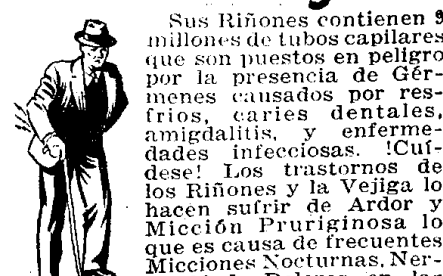 Sus Riñones contienen 9
millones de tubos capilares
que son puestos en peligro
por la presencia de Gér-
menes causados por res-
fríos, caries dentales,
amigdalitis, y enferme-
dades infecciosas. !Cuí-
dese! Los trastornos de
los Riñones y la Vejiga lo
hacen sufrir de Ardor y
Micción Pruriginosa lo
que es causa de frecuentes
Micciones Nocturnas, Ner-